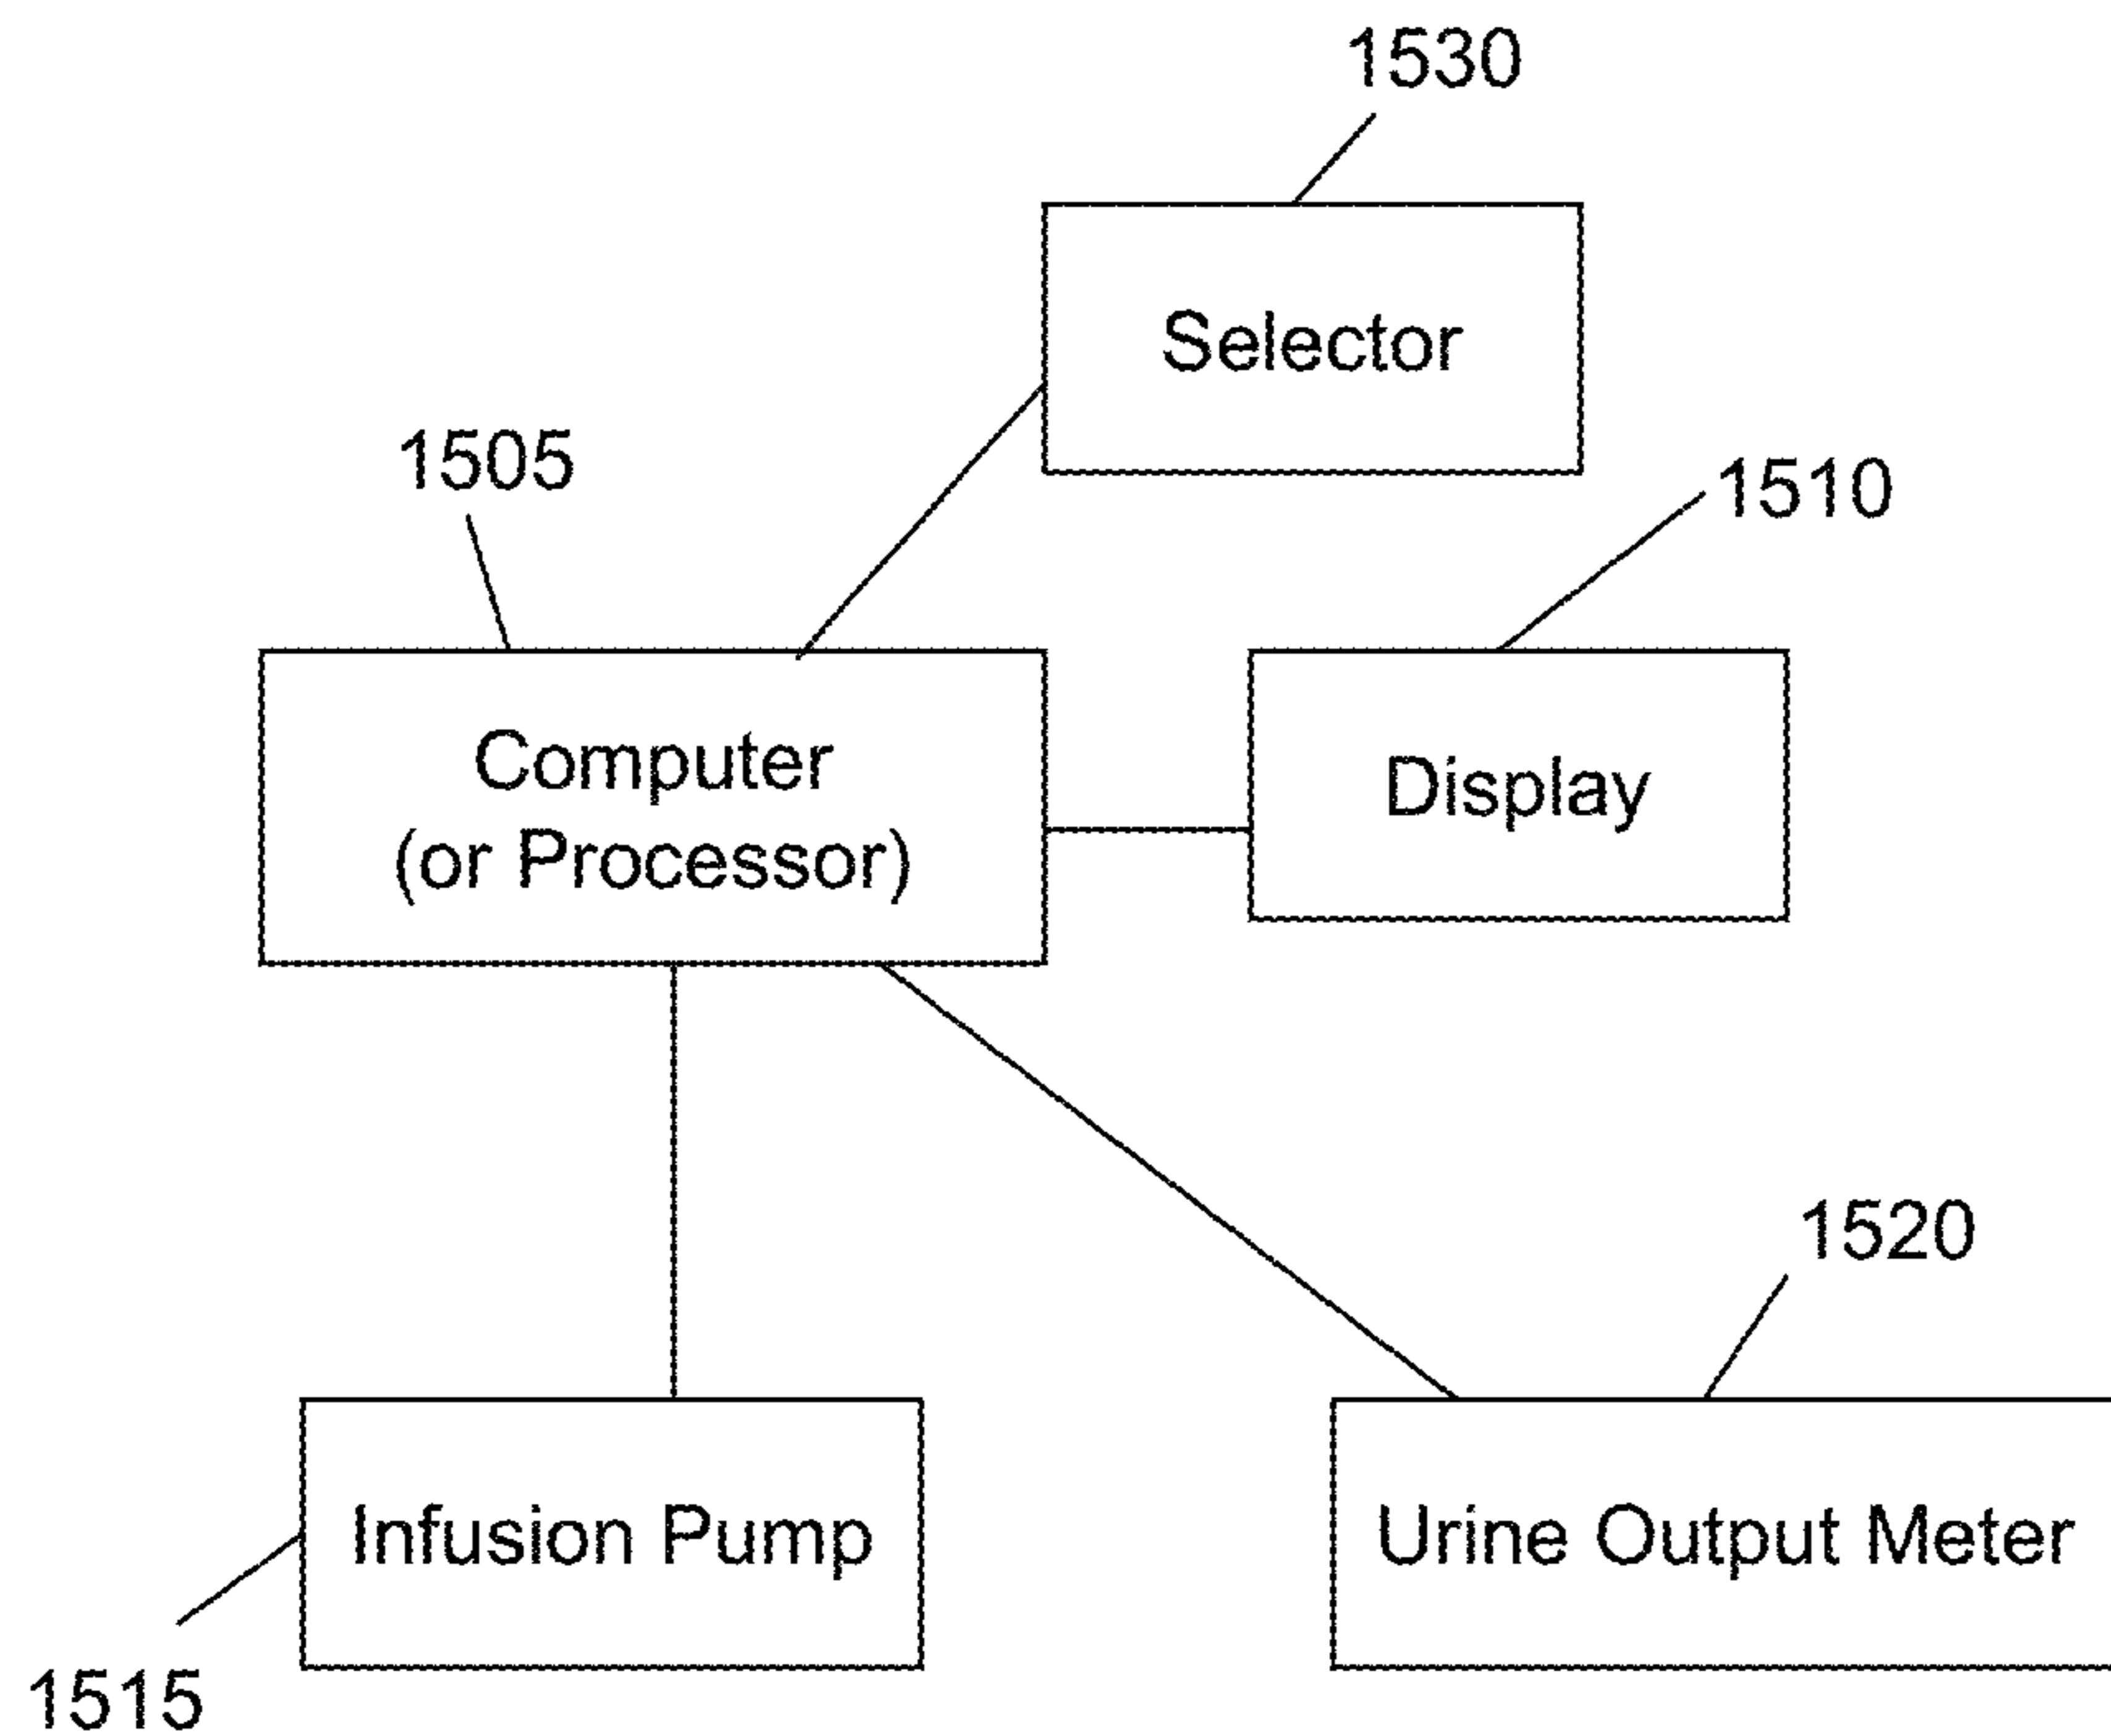 1530
Selector
1505
1510
Computer
(or Processor)
Display
1520
Infusion Pump
Urine Output Meter
1515